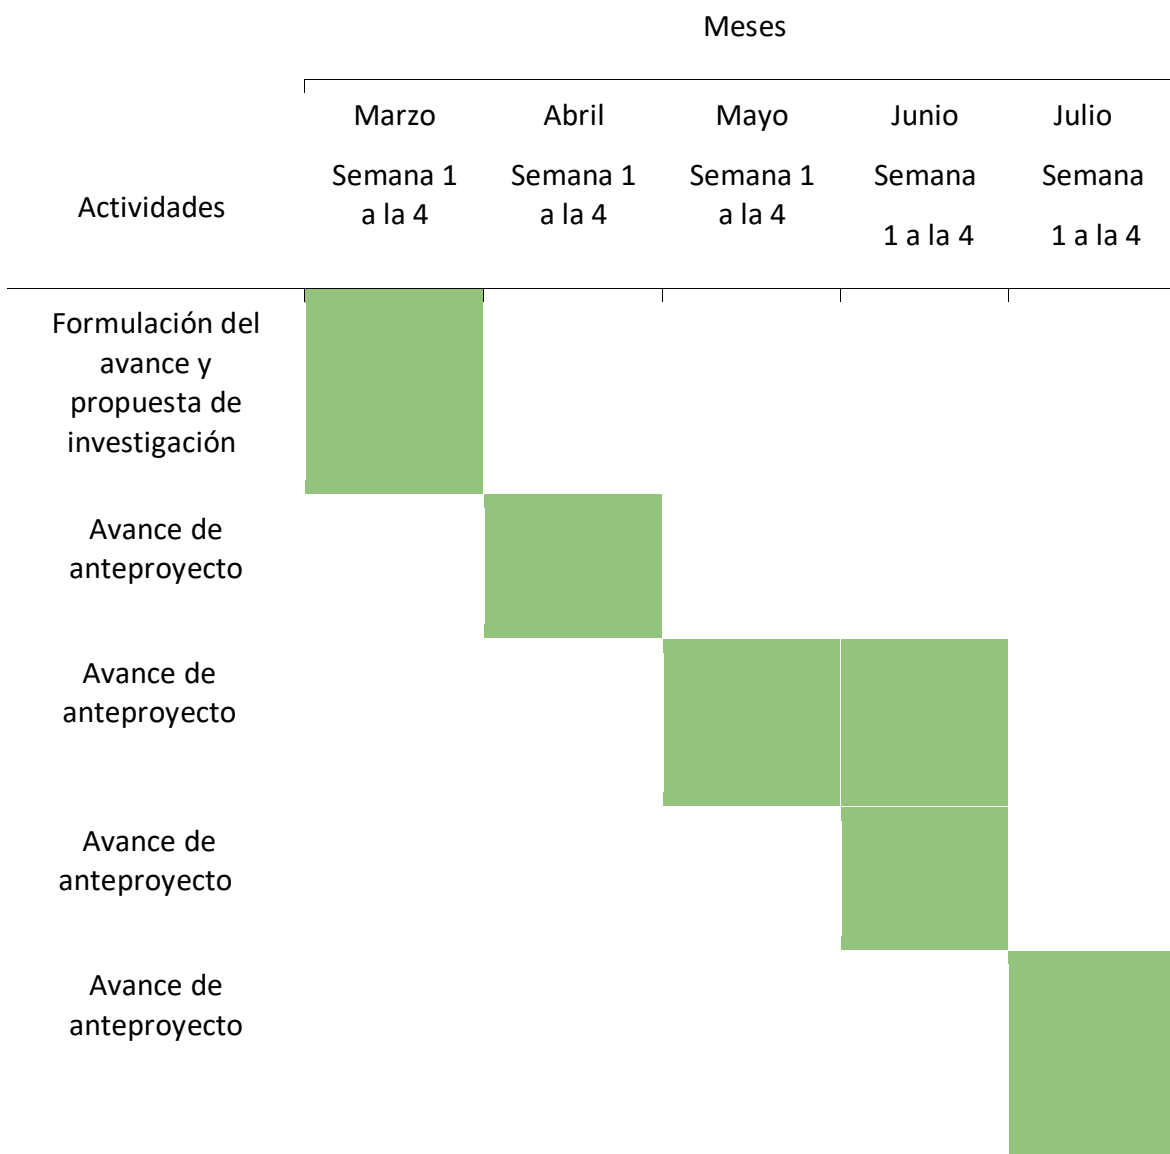 Meses
Marzo Abril Mayo Junio Julio
Actividades
Semana 1 a la 4
Semana 1 a la 4
Semana 1 a la 4
Semana 1 a la 4
Semana 1 a la 4
Formulación del
avance y
propuesta de
investigación
Avance de
anteproyecto
Avance de
anteproyecto
Avance de
anteproyecto
Avance de
anteproyecto